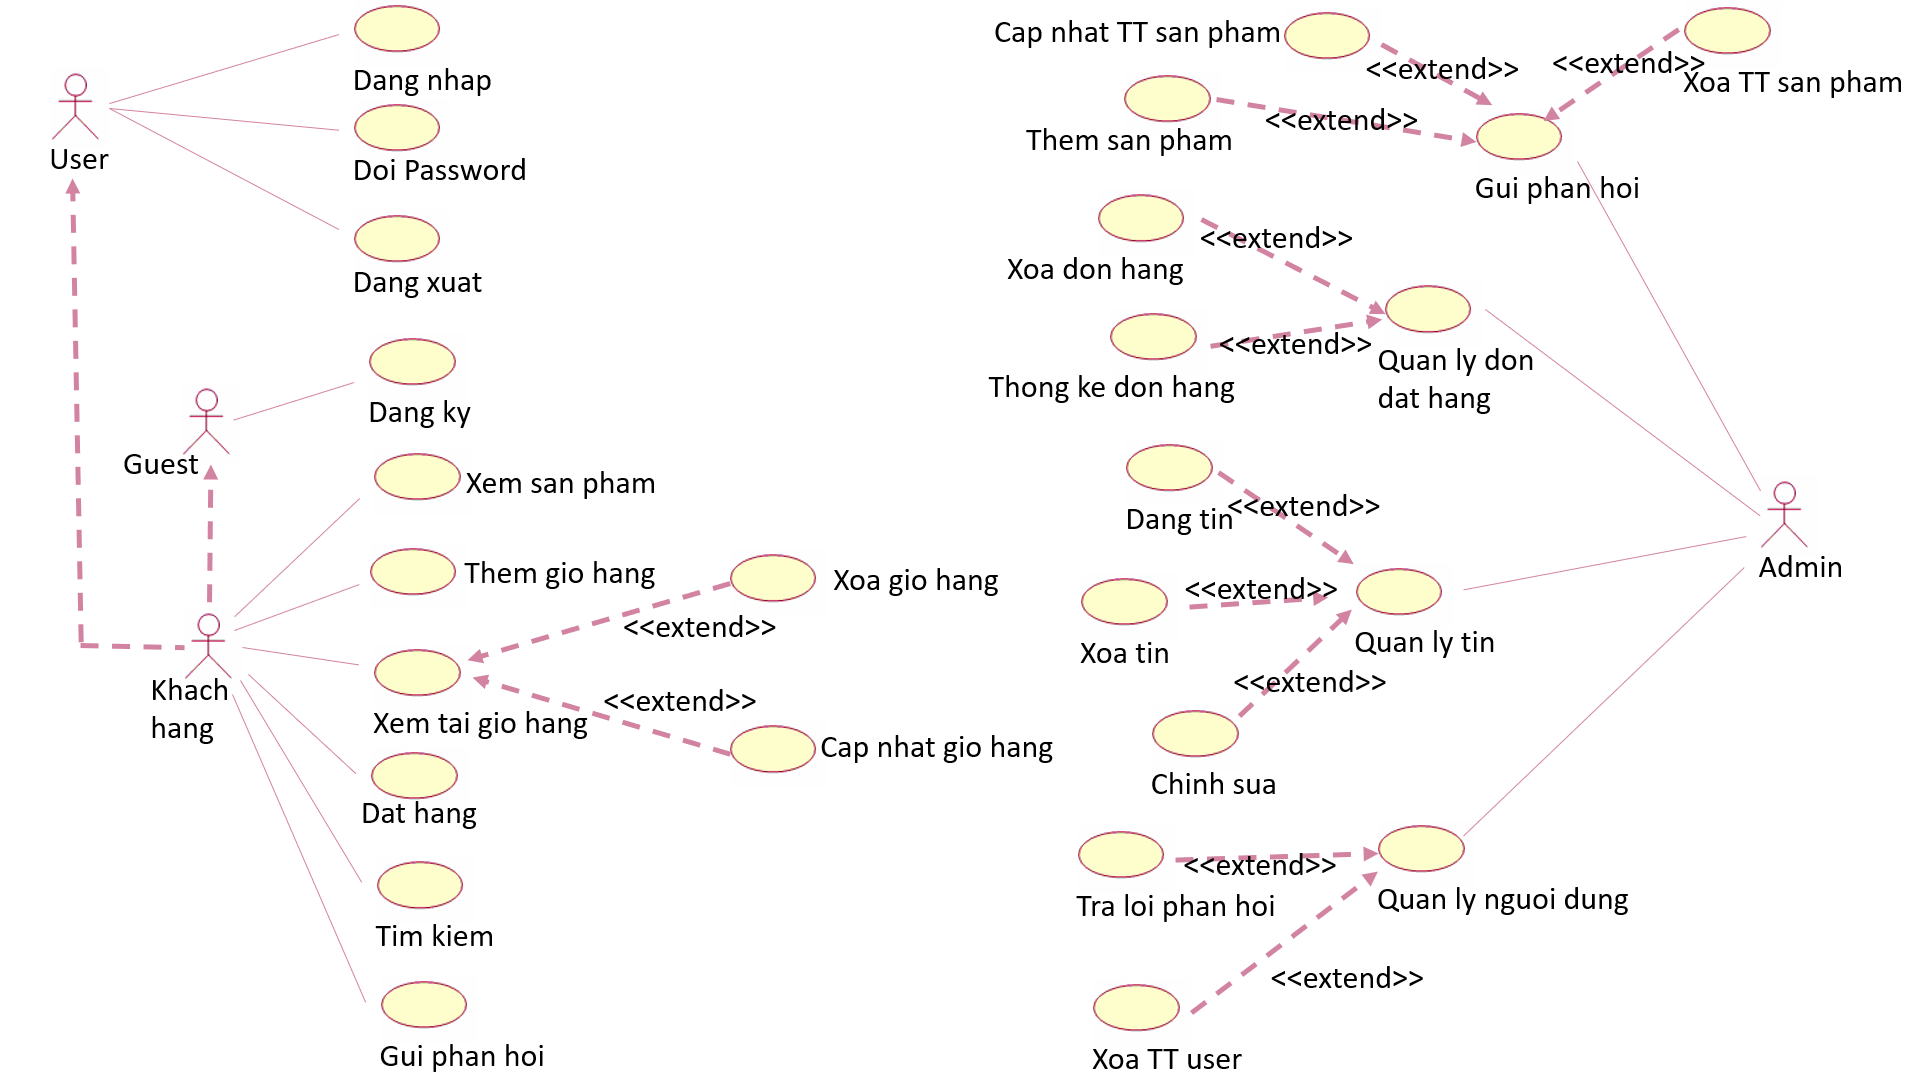 Dang nhap
User
Doi Password
Dang xuat
Dang ky
Guest
Xem san pham
Them gio hang
Xoa gio hang
<<extend>>
Khach
hang
Xem tai gio hang
<<extend>>
Cap nhat gio hang
Dat hang
Tim kiem
Gui phan hoi
Cap nhat TT san pham
<<extend>>
<<extend>>
Xoa TT san pham
Them san pham
<<extend>>
Gui phan hoi
Xoa don hang
<<extend>>
Thong ke don hang
<<extend>>
Quan ly don
dat hang
Dang tin
<<extend>>
Admin
Xoa tin
<<extend>>
Quan ly tin
<<extend>>
Chinh sua
Tra loi phan hoi
<<extend>>
Quan ly nguoi dung
<<extend>>
Xoa TT user